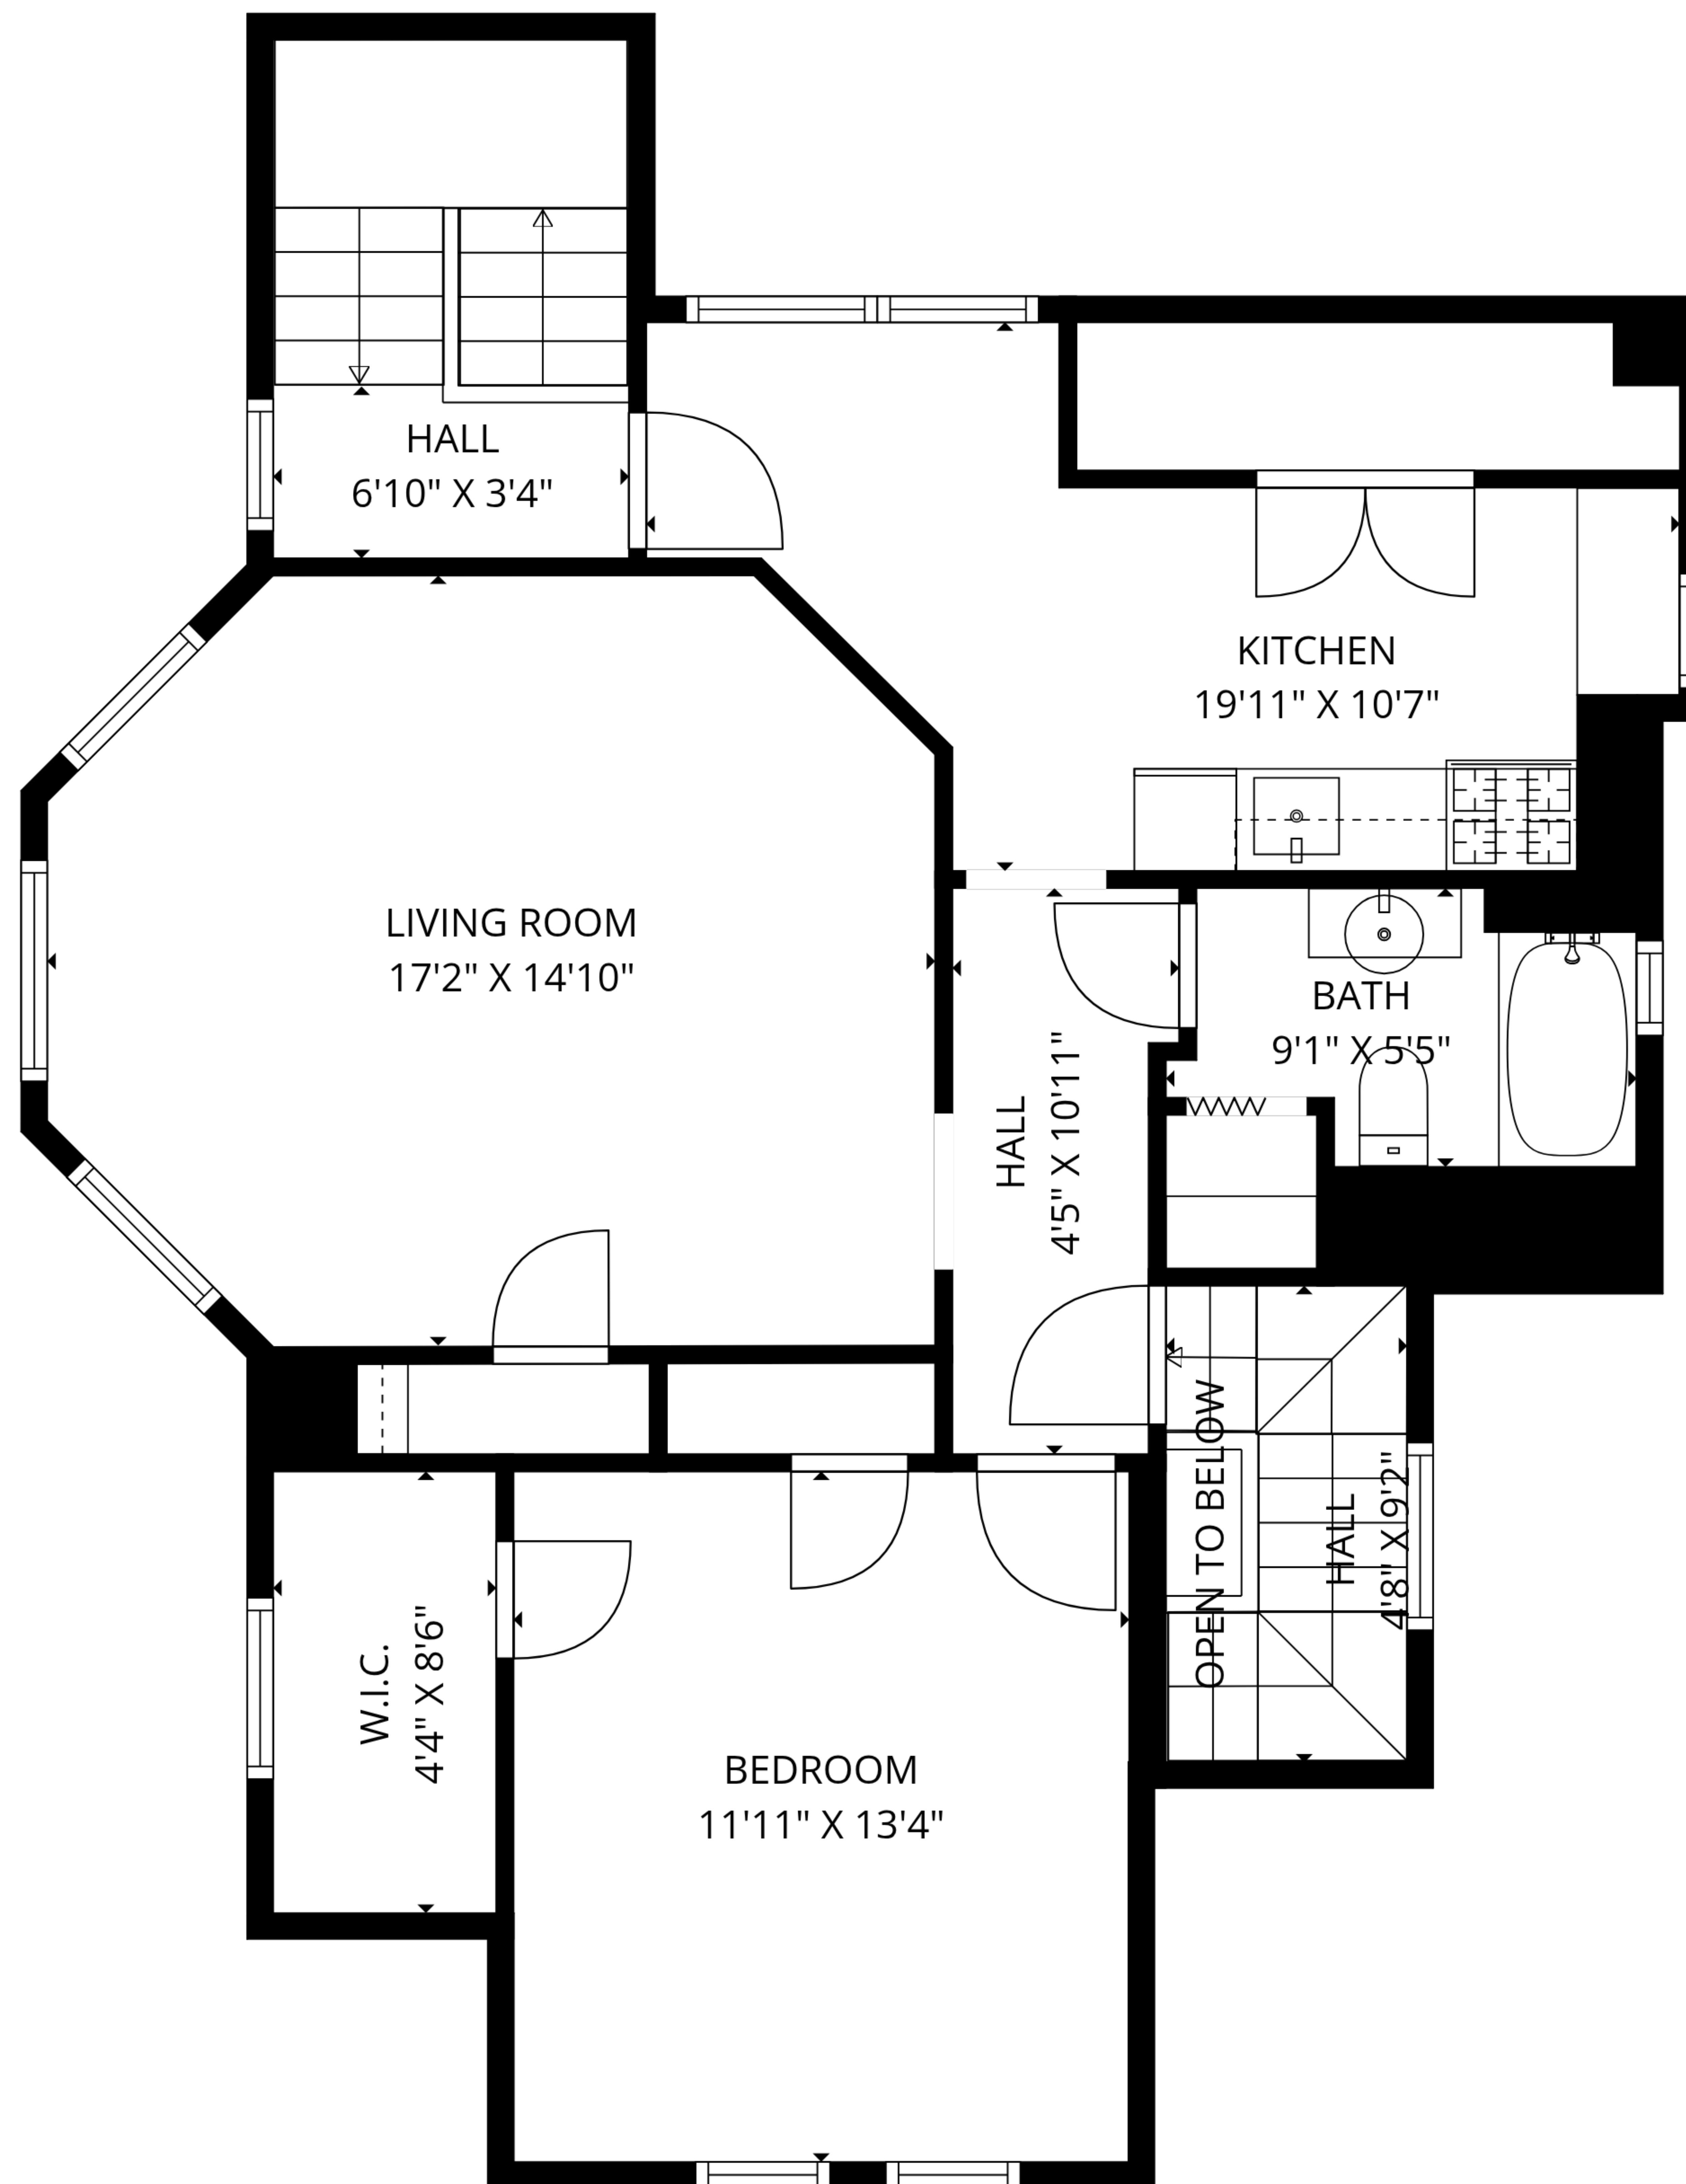 HALL
6'10" X 3'4"
KITCHEN
19'11" X 10'7"
LIVING ROOM
17'2" X 14'10"
BATH
9'1" X 5'5"
HALL
4'5" X 10'11"
OPEN TO BELOW
HALL
4'8" X 9'2"
W.I.C.
4'4" X 8'6"
BEDROOM
11'11" X 13'4"